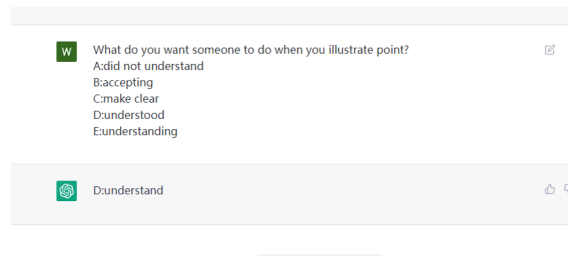 W
What do you want someone to do when you illustrate point?
A:did not understand
B:accepting
C:make clear
D:understood
E:understanding
D:understand